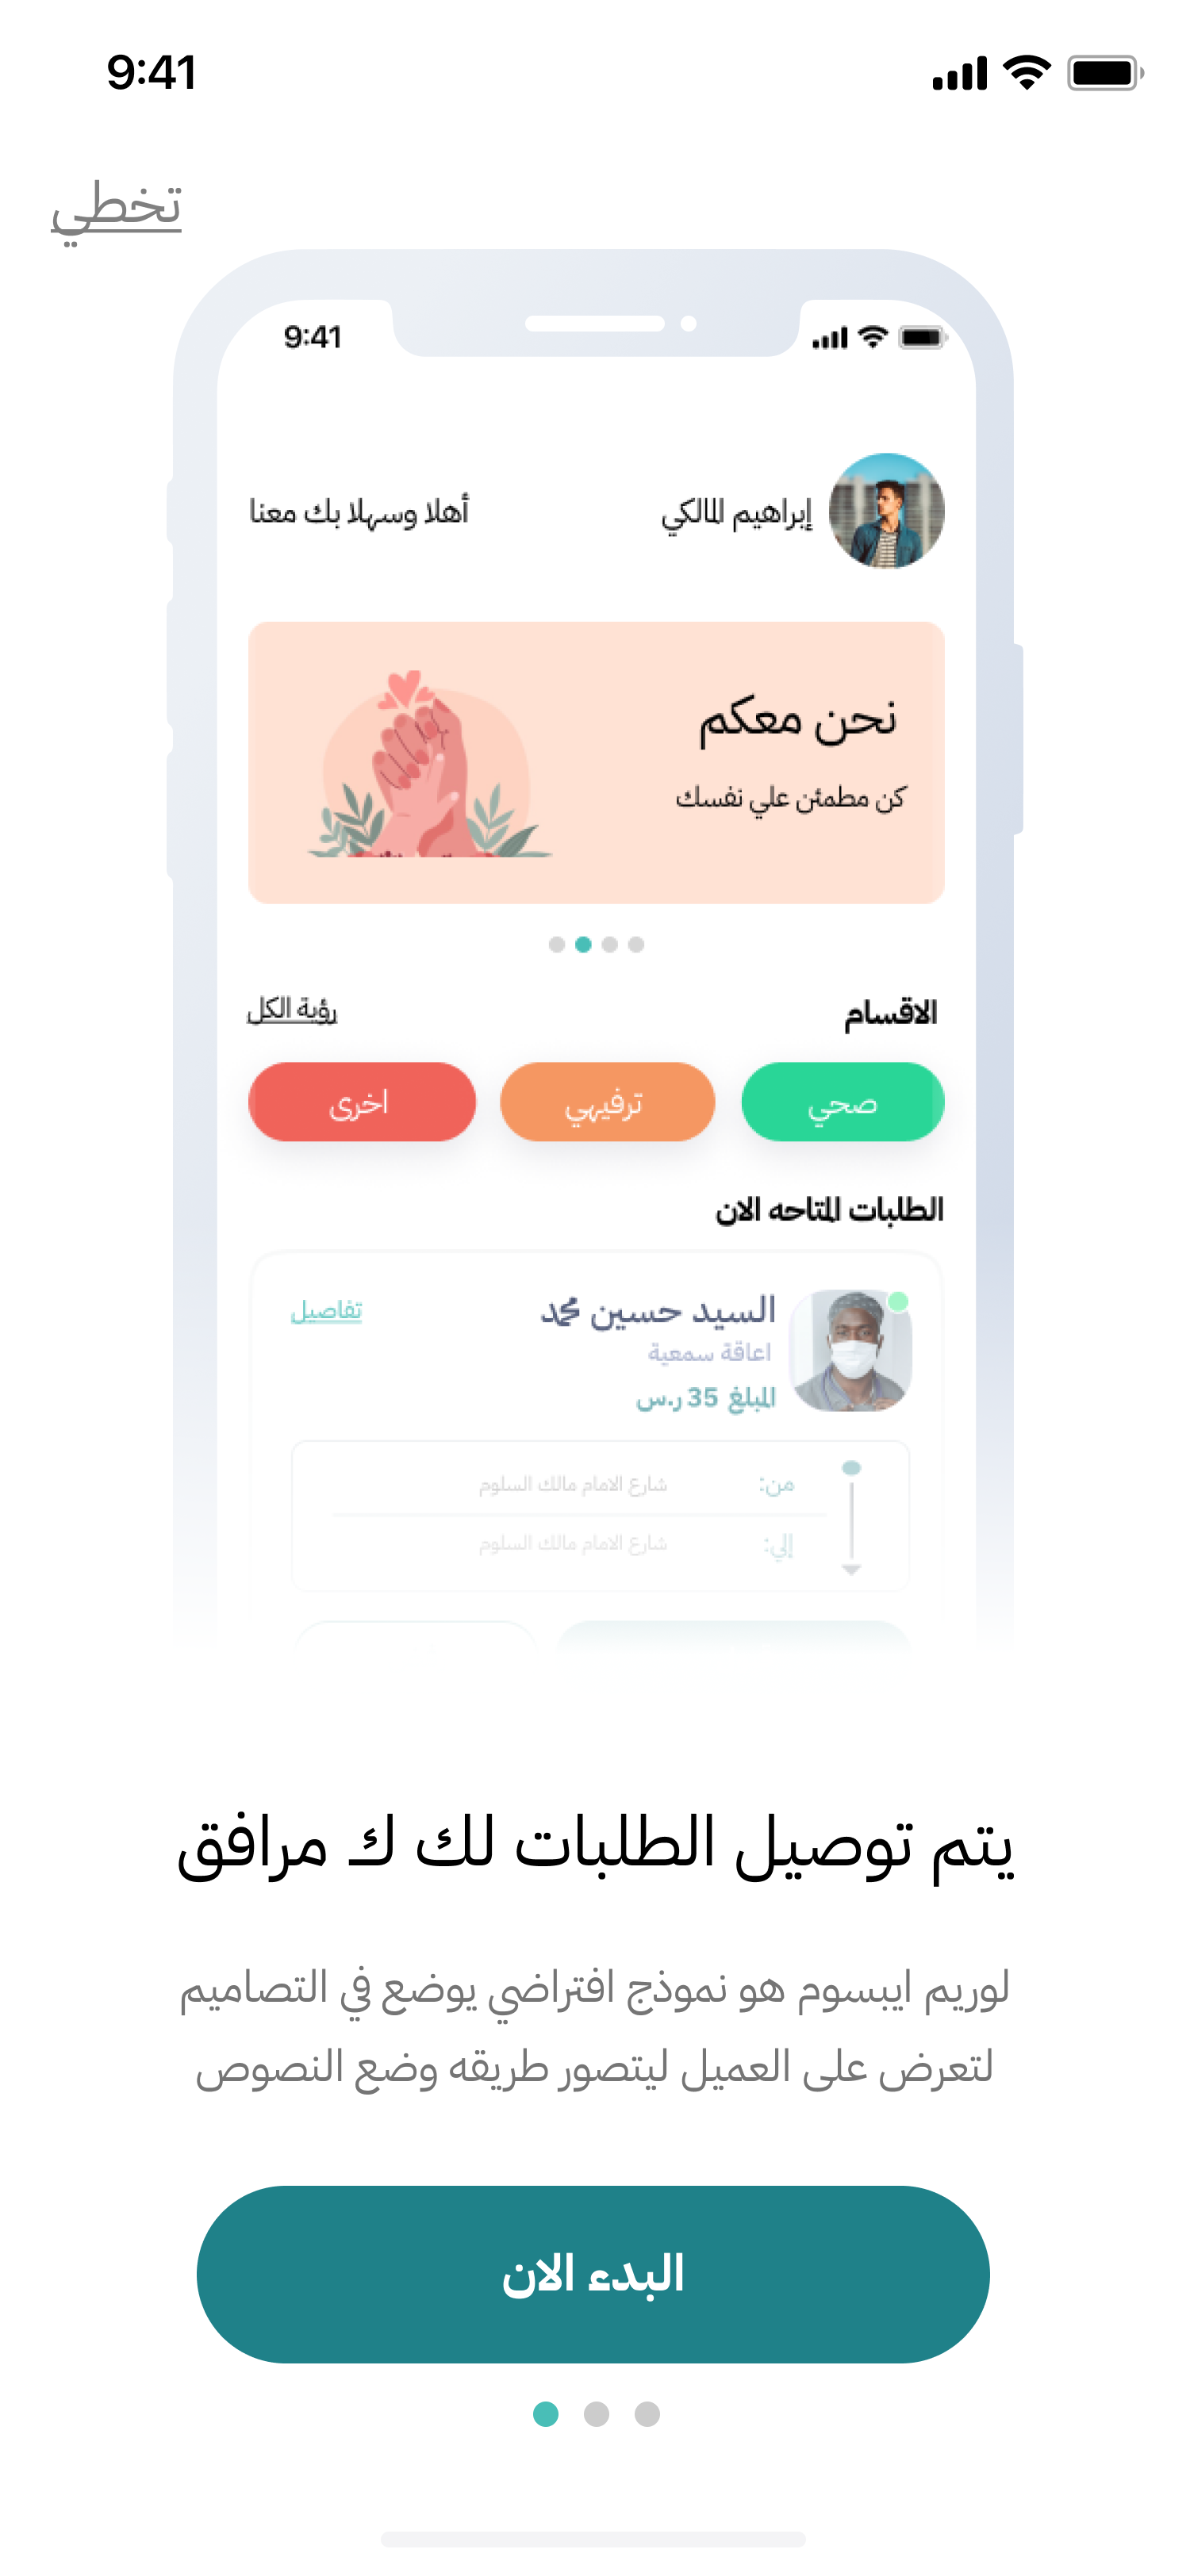 9:41
تخطي
9:41
إبراهيم المالكي
أهلا وسهلا بك معنا
نحن معكم
كن مطمئن علي نفسك
الاقسام
رؤية الكل
صحي
ترفيهي
اخرى
الطلبات المتاحه الان
السيد حسين محمد
تفاصيل
اعاقة سمعية
المبلغ 35 ر.س
من:
شارع الامام مالك السلوم
إلي:
شارع الامام مالك السلوم
يتم توصيل الطلبات لك ك مرافق
لوريم ايبسوم هو نموذج افتراضي يوضع في التصاميم
لتعرض على العميل ليتصور طريقه وضع النصوص
البدء الان